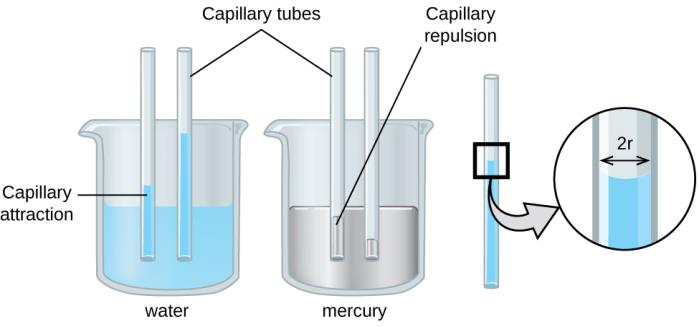 Capillary tubes
Capillary
repulsion
2r
Capillary
attraction
water
mercury